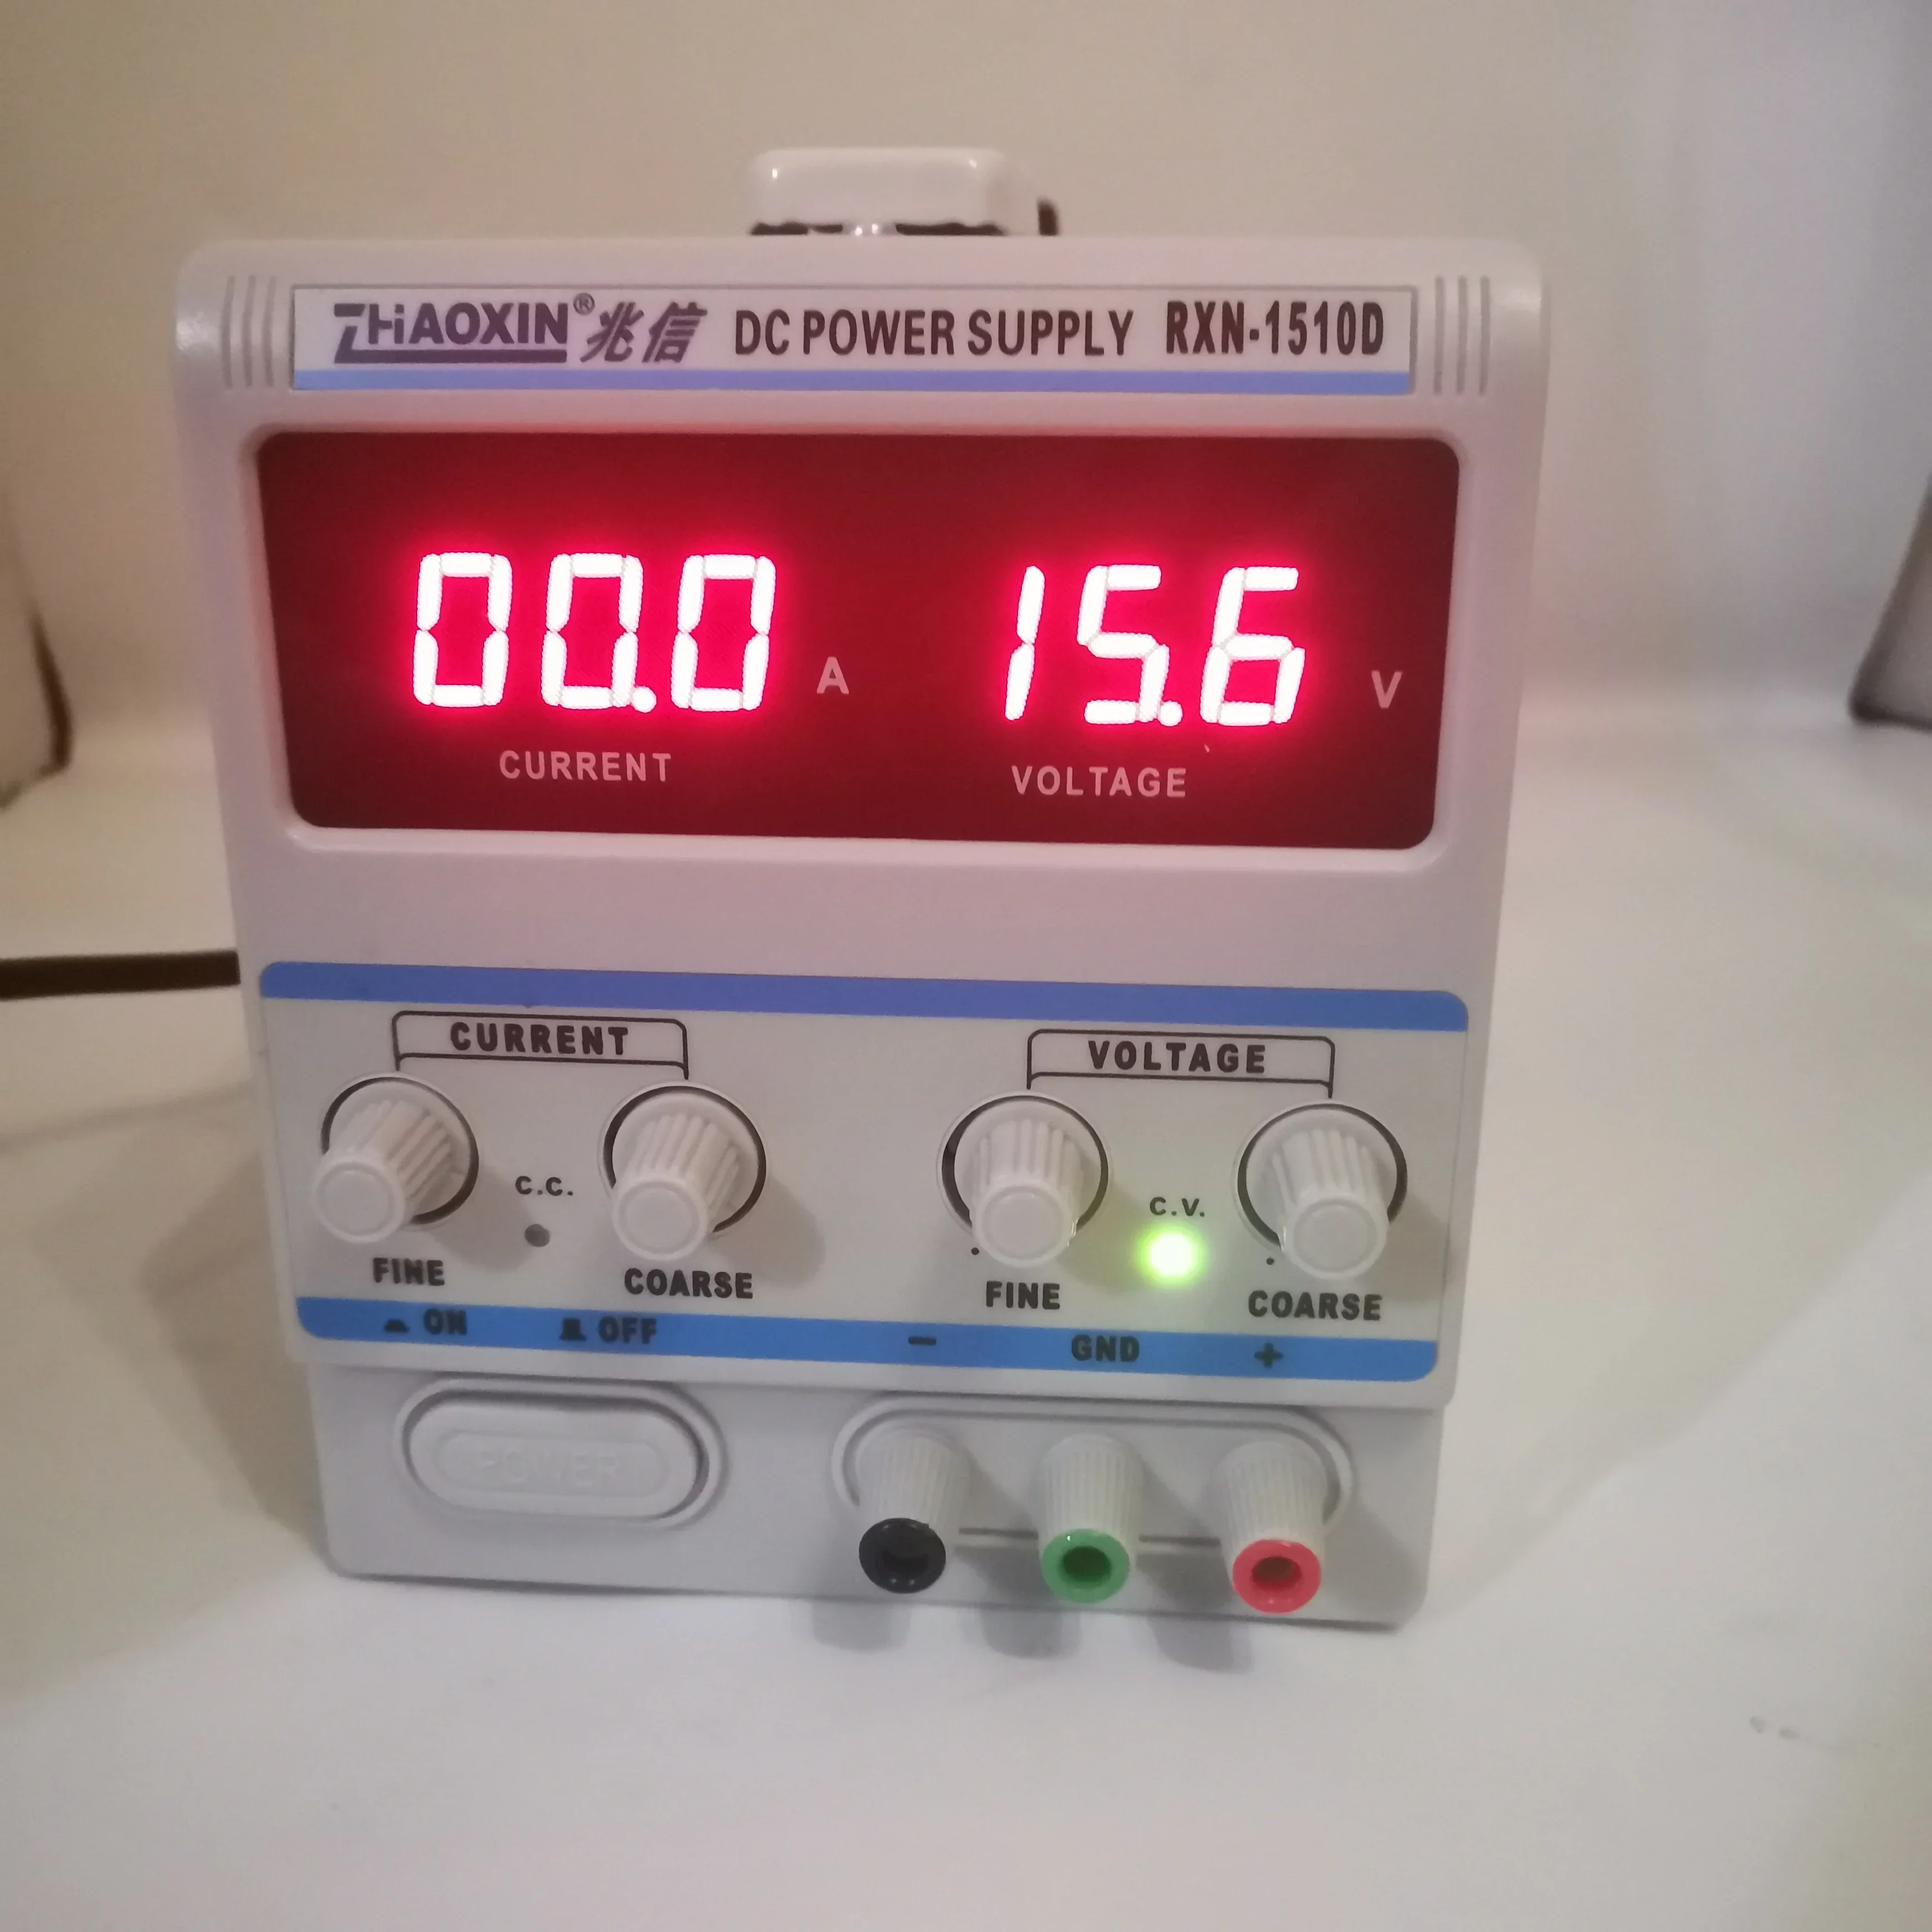 ZHiAOXIN® 兆信 DC POWER SUPPLY RXN-1510D
00.0 A 15.6 V
CURRENT VOLTAGE
CURRENT VOLTAGE
C.C. C.V.
FINE COARSE FINE COARSE
ON OFF - GND +
POWER